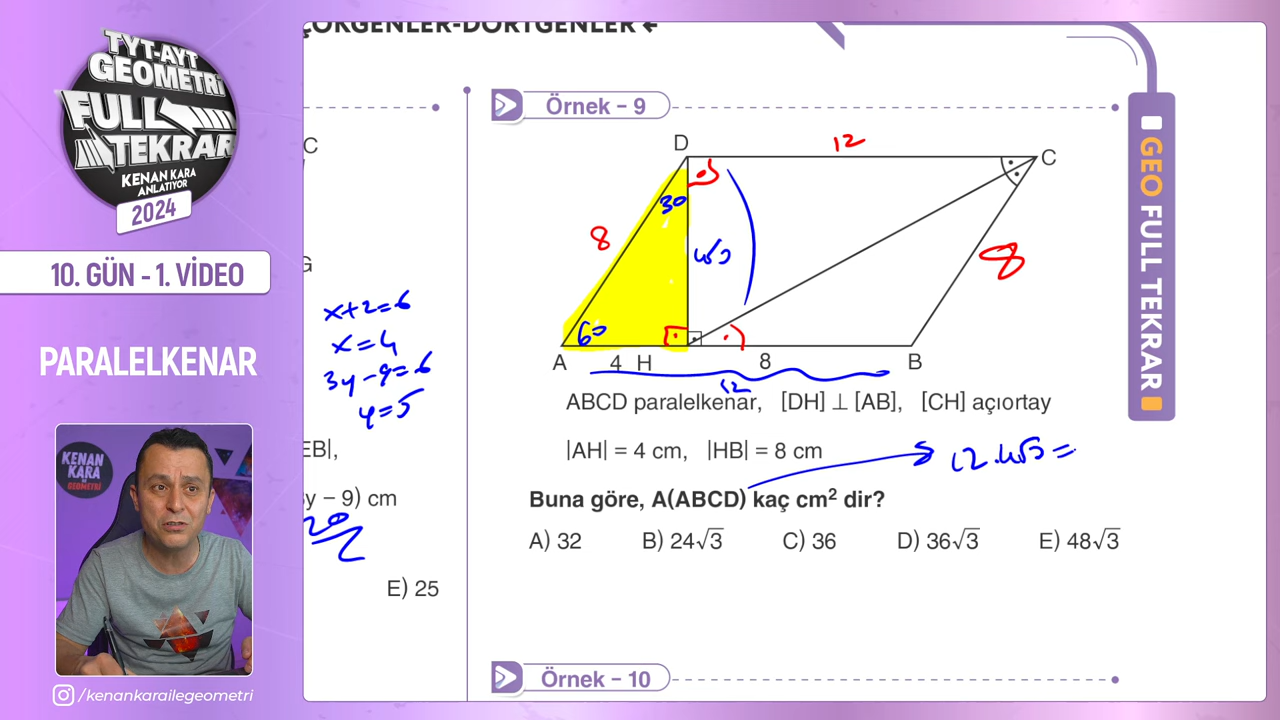 TYT-AYT
GEOMETRİ
FULL
TEKRAR
KENAN KARA
ANLATIYOR
2024
10. GÜN - 1. VİDEO
PARALELKENAR
KENAN
KARA
GEOMETRİ
/kenankarailegeometri
ÇOKGENLER-DÖRTGENLER
C
G
x+2=6
x=4
3y-9=6
y=5
EB|,
y – 9) cm
20
E) 25
Örnek – 9
D
12
C
30
8
4√3
8
60
A
4
H
8
B
12
ABCD paralelkenar, [DH] ⊥ [AB], [CH] açıortay
|AH| = 4 cm, |HB| = 8 cm
12.4√3=
Buna göre, A(ABCD) kaç cm² dir?
A) 32 B) 24√3 C) 36 D) 36√3 E) 48√3
Örnek – 10
GEO FULL TEKRAR